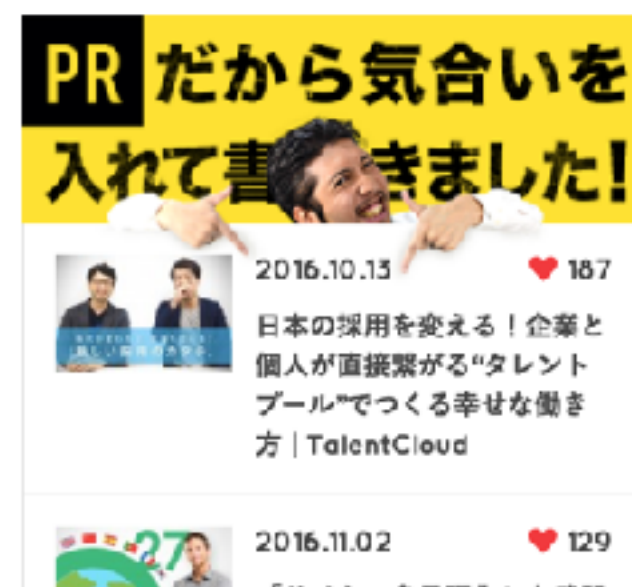 PR だから気合いを
入れて書きました!
2016.10.13
187
日本の採用を変える！企業と
個人が直接繋がる“タレント
プール”でつくる幸せな働き
方｜TalentCloud
27
2016.11.02
129